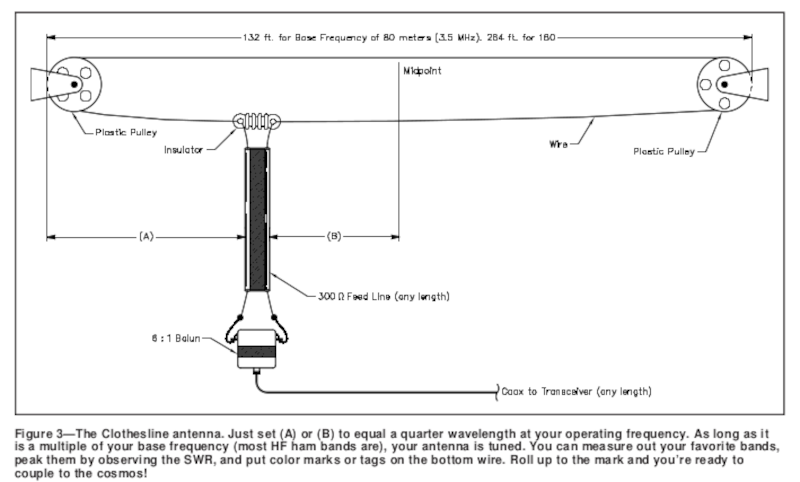 132 ft. for Base Frequency of 80 meters (3.5 MHz). 264 ft. for 160
Midpoint
Plastic Pulley
Insulator
Wire
Plastic Pulley
(A)
(B)
300 Ω Feed Line (any length)
6 : 1 Balun
Coax to Transceiver (any length)
Figure 3—The Clothesline antenna. Just set (A) or (B) to equal a quarter wavelength at your operating frequency. As long as it
is a multiple of your base frequency (most HF ham bands are), your antenna is tuned. You can measure out your favorite bands,
peak them by observing the SWR, and put color marks or tags on the bottom wire. Roll up to the mark and you're ready to
couple to the cosmos!